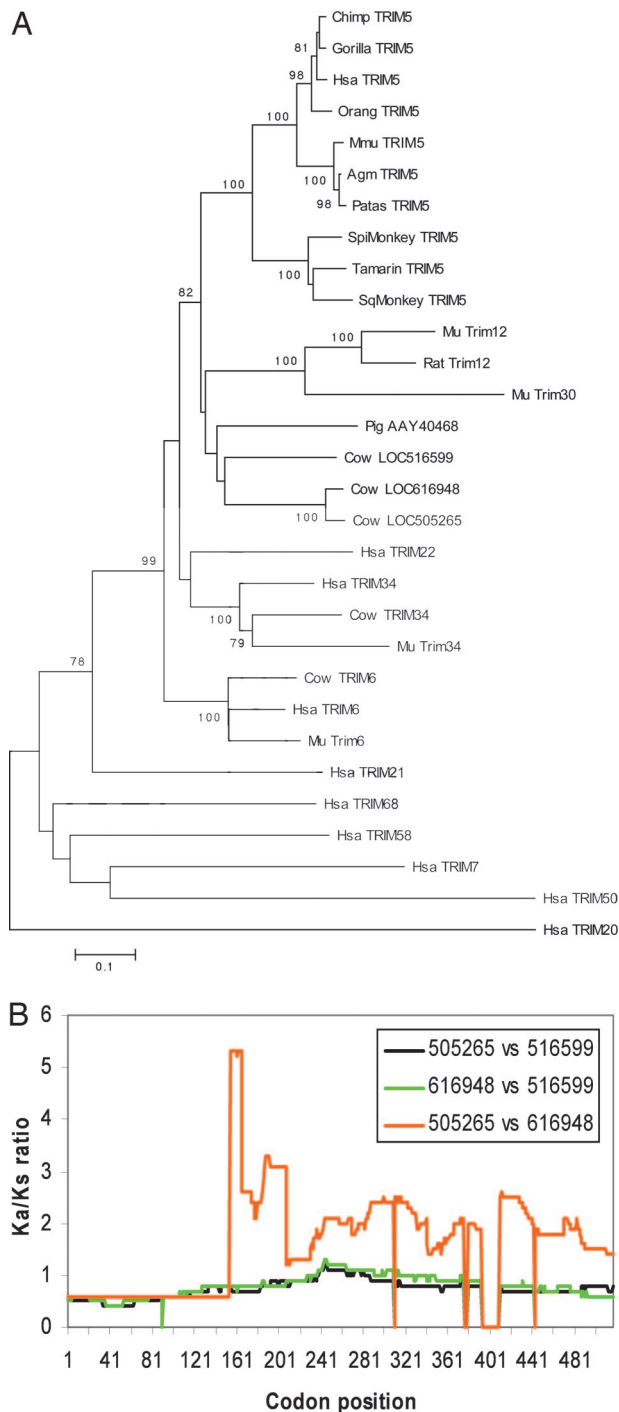 A
Chimp TRIM5
81
Gorilla TRIM5
98
Hsa TRIM5
100
Orang TRIM5
Mmu TRIM5
100
Agm TRIM5
100
98
Patas TRIM5
SpiMonkey TRIM5
100
Tamarin TRIM5
SqMonkey TRIM5
82
100
Mu Trim12
100
Rat Trim12
Mu Trim30
Pig AAY40468
Cow LOC516599
Cow LOC616948
100
Cow LOC505265
99
Hsa TRIM22
Hsa TRIM34
100
Cow TRIM34
79
Mu Trim34
78
Cow TRIM6
100
Hsa TRIM6
Mu Trim6
Hsa TRIM21
Hsa TRIM68
Hsa TRIM58
Hsa TRIM7
Hsa TRIM50
Hsa TRIM20
0.1
B
Ka/Ks ratio
6
5
4
3
2
1
0
505265 vs 516599
616948 vs 516599
505265 vs 616948
1 41 81 121 161 201 241 281 321 361 401 441 481
Codon position